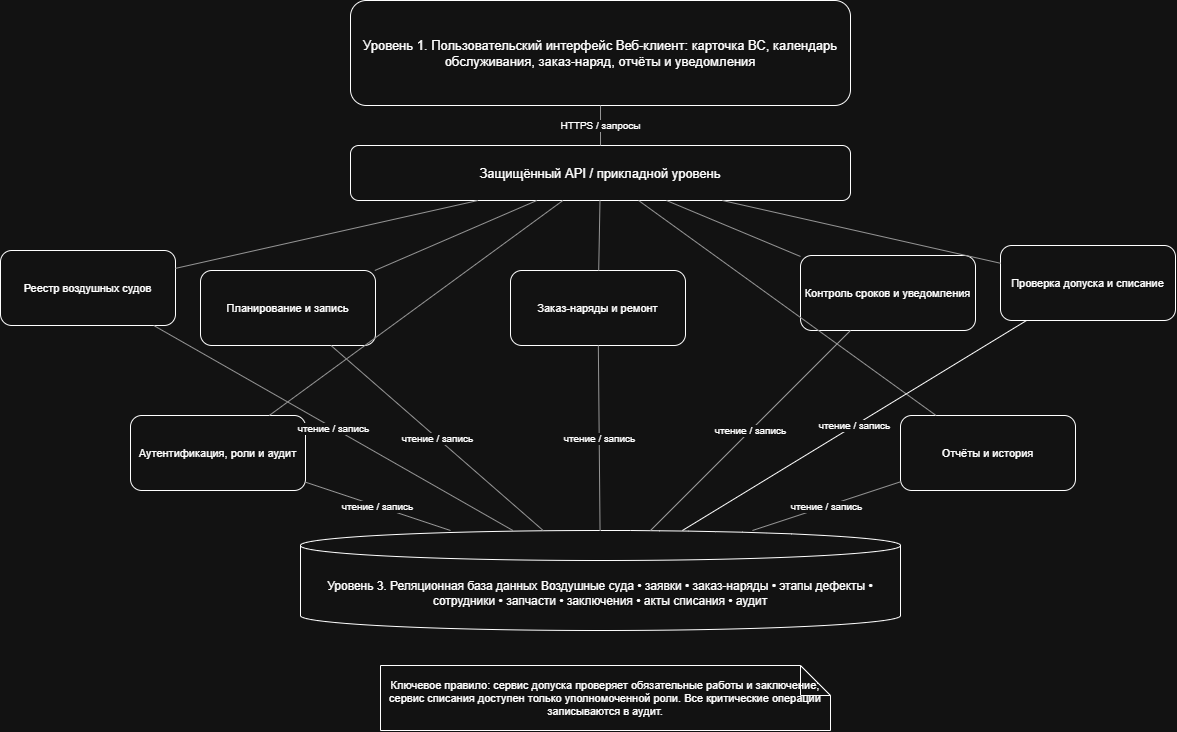 Уровень 1. Пользовательский интерфейс Веб-клиент: карточка ВС, календарь
обслуживания, заказ-наряд, отчёты и уведомления
HTTPS / запросы
Защищённый API / прикладной уровень
Реестр воздушных судов
Планирование и запись
Заказ-наряды и ремонт
Контроль сроков и уведомления
Проверка допуска и списание
чтение / запись
чтение / запись
чтение / запись
чтение / запись
чтение / запись
Аутентификация, роли и аудит
Отчёты и история
чтение / запись
чтение / запись
Уровень 3. Реляционная база данных Воздушные суда • заявки • заказ-наряды • этапы дефекты •
сотрудники • запчасти • заключения • акты списания • аудит
Ключевое правило: сервис допуска проверяет обязательные работы и заключение;
сервис списания доступен только уполномоченной роли. Все критические операции
записываются в аудит.